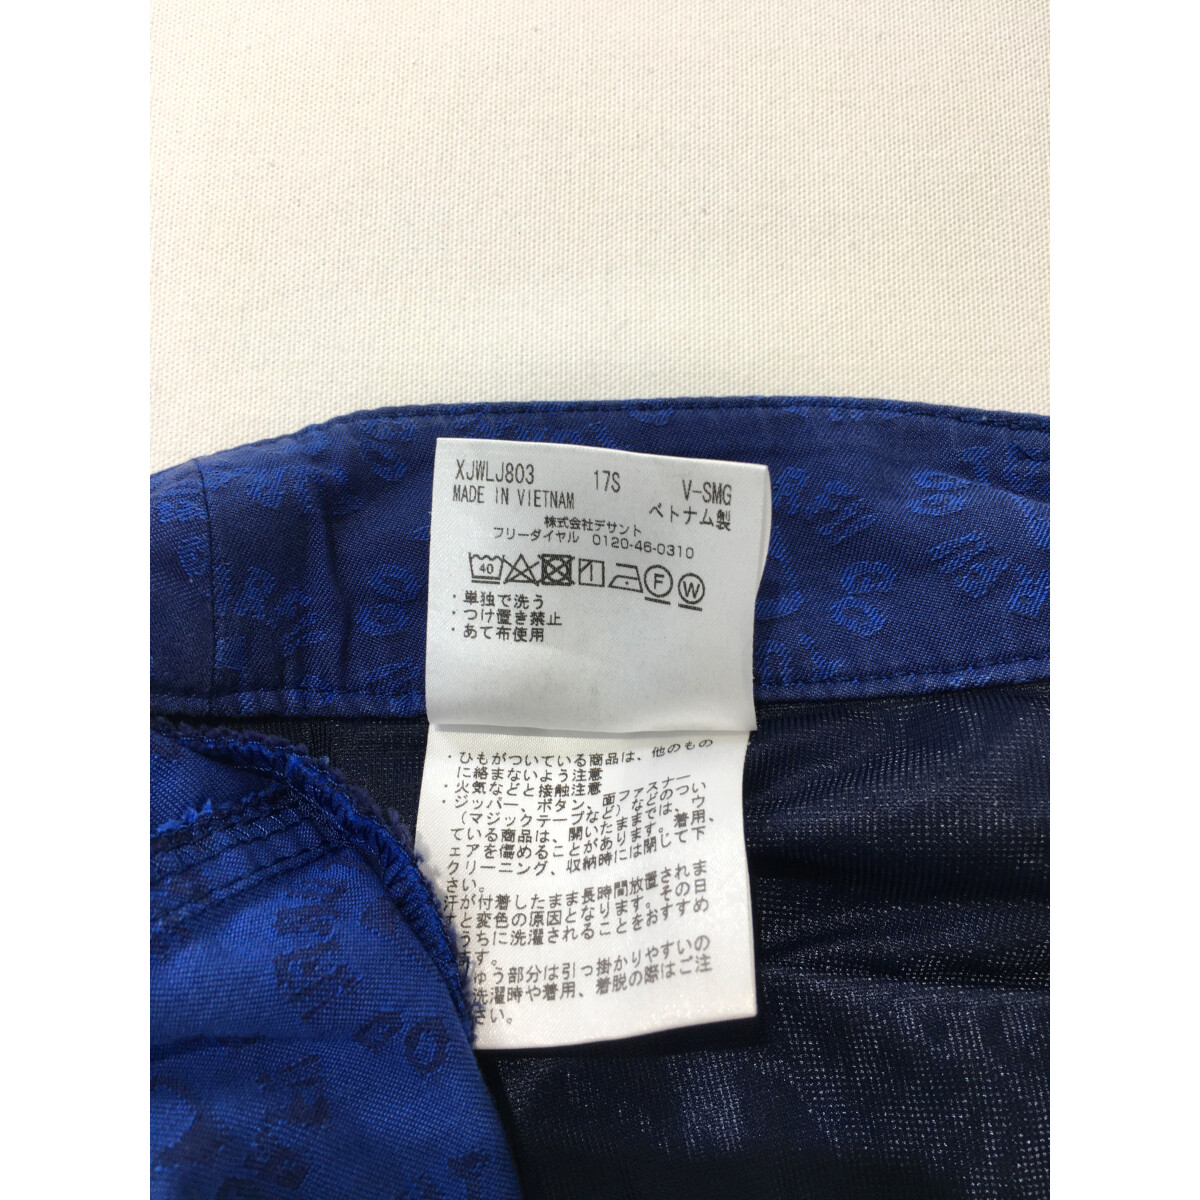 XJWLJ803 17S V-SMG
MADE IN VIETNAM ベトナム製
株式会社デサント
フリーダイヤル 0120-46-0310
40 F W
・単独で洗う
・つけ置き禁止
・あて布使用
・ひもがついている商品は、他のもの
に絡まないよう注意
・火気などと接触注意
・ジッパー、ボタン、面ファスナー
(マジックテープなど)などのつい
ている商品は、開いたままでは、ウ
ェアを傷めることがあります。着用、
クリーニング、収納時には閉じて下
さい。
汗が付着したまま長時間放置されま
すと変色の原因となります。その日
うちに洗濯されることをおすすめ
ます。
しゅう部分は引っ掛かりやすいの
洗濯時や着用、着脱の際はご注
さい。